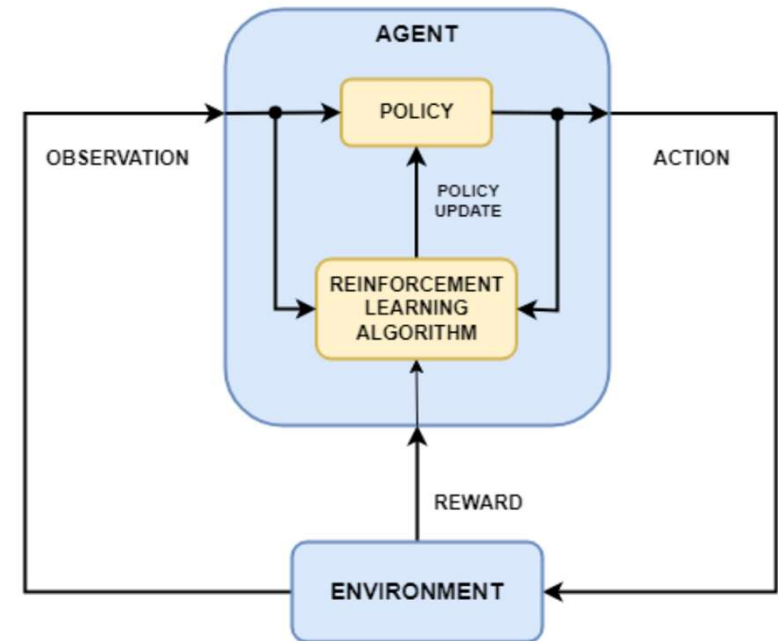 AGENT
POLICY
OBSERVATION
ACTION
POLICY
UPDATE
REINFORCEMENT
LEARNING
ALGORITHM
REWARD
ENVIRONMENT